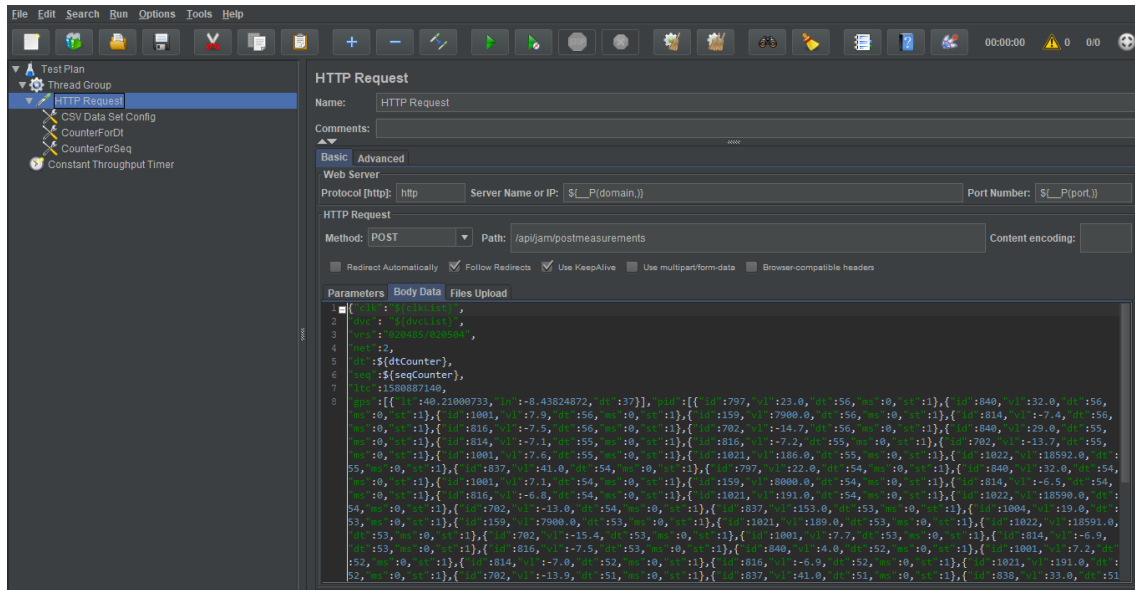 File Edit Search Run Options Tools Help
00:00:00 0 0/0
Test Plan
Thread Group
HTTP Request
CSV Data Set Config
CounterForDt
CounterForSeq
Constant Throughput Timer
HTTP Request
Name: HTTP Request
Comments:
Basic Advanced
Web Server
Protocol [http]: http Server Name or IP: ${__P(domain,)} Port Number: ${__P(port,)}
HTTP Request
Method: POST Path: /api/jam/postmeasurements Content encoding:
Redirect Automatically Follow Redirects Use KeepAlive Use multipart/form-data Browser-compatible headers
Parameters Body Data Files Upload
1 {"clk":"${clkList}",
2 "dvc": "${dvcList}",
3 "vrs":"020485/020504",
4 "net":2,
5 "dt":${dtCounter},
6 "seq":${seqCounter},
7 "ltc":1580887140,
8 "gps":[{"lt":40.21000733,"ln":-8.43824872,"dt":37}],"pid":[{"id":797,"vl":23.0,"dt":56,"ms":0,"st":1},{"id":840,"vl":32.0,"dt":56,
"ms":0,"st":1},{"id":1001,"vl":7.9,"dt":56,"ms":0,"st":1},{"id":159,"vl":7900.0,"dt":56,"ms":0,"st":1},{"id":814,"vl":-7.4,"dt":56,
"ms":0,"st":1},{"id":816,"vl":-7.5,"dt":56,"ms":0,"st":1},{"id":702,"vl":-14.7,"dt":56,"ms":0,"st":1},{"id":840,"vl":29.0,"dt":55,
"ms":0,"st":1},{"id":814,"vl":-7.1,"dt":55,"ms":0,"st":1},{"id":816,"vl":-7.2,"dt":55,"ms":0,"st":1},{"id":702,"vl":-13.7,"dt":55,
"ms":0,"st":1},{"id":1001,"vl":7.6,"dt":55,"ms":0,"st":1},{"id":1021,"vl":186.0,"dt":55,"ms":0,"st":1},{"id":1022,"vl":18592.0,"dt":
55,"ms":0,"st":1},{"id":837,"vl":41.0,"dt":54,"ms":0,"st":1},{"id":797,"vl":22.0,"dt":54,"ms":0,"st":1},{"id":840,"vl":32.0,"dt":54,
"ms":0,"st":1},{"id":1001,"vl":7.1,"dt":54,"ms":0,"st":1},{"id":159,"vl":8000.0,"dt":54,"ms":0,"st":1},{"id":814,"vl":-6.5,"dt":54,
"ms":0,"st":1},{"id":816,"vl":-6.8,"dt":54,"ms":0,"st":1},{"id":1021,"vl":191.0,"dt":54,"ms":0,"st":1},{"id":1022,"vl":18590.0,"dt":
54,"ms":0,"st":1},{"id":702,"vl":-13.0,"dt":54,"ms":0,"st":1},{"id":837,"vl":153.0,"dt":53,"ms":0,"st":1},{"id":1004,"vl":19.0,"dt":
53,"ms":0,"st":1},{"id":159,"vl":7900.0,"dt":53,"ms":0,"st":1},{"id":1021,"vl":189.0,"dt":53,"ms":0,"st":1},{"id":1022,"vl":18591.0,
"dt":53,"ms":0,"st":1},{"id":702,"vl":-15.4,"dt":53,"ms":0,"st":1},{"id":1001,"vl":7.7,"dt":53,"ms":0,"st":1},{"id":814,"vl":-6.9,
"dt":53,"ms":0,"st":1},{"id":816,"vl":-7.5,"dt":53,"ms":0,"st":1},{"id":840,"vl":4.0,"dt":52,"ms":0,"st":1},{"id":1001,"vl":7.2,"dt"
:52,"ms":0,"st":1},{"id":814,"vl":-7.0,"dt":52,"ms":0,"st":1},{"id":816,"vl":-6.9,"dt":52,"ms":0,"st":1},{"id":1021,"vl":191.0,"dt":
52,"ms":0,"st":1},{"id":702,"vl":-13.9,"dt":51,"ms":0,"st":1},{"id":837,"vl":41.0,"dt":51,"ms":0,"st":1},{"id":838,"vl":33.0,"dt":51